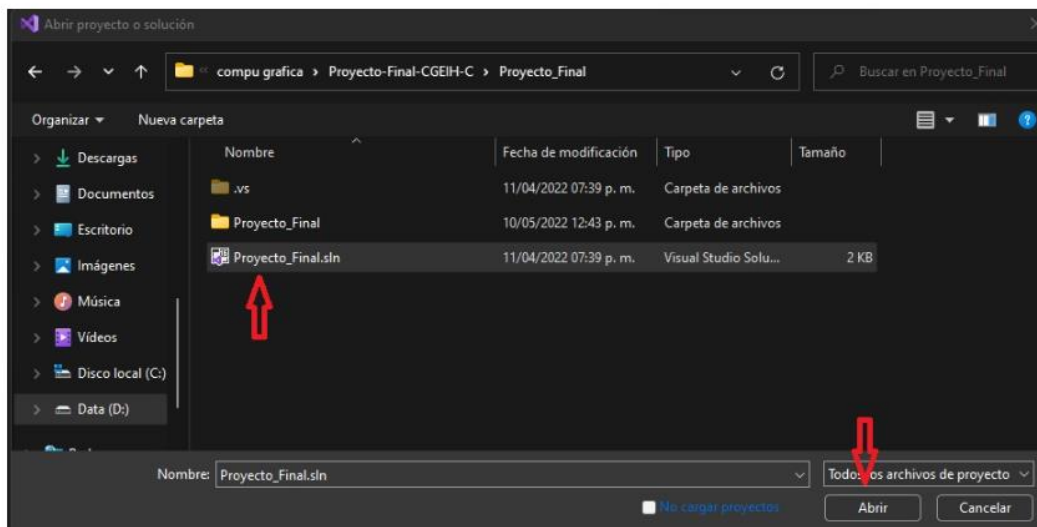 Abrir proyecto o solución
compu grafica › Proyecto-Final-CGEIH-C › Proyecto_Final
Buscar en Proyecto_Final
Organizar Nueva carpeta
Nombre Fecha de modificación Tipo Tamaño
Descargas
Documentos
Escritorio
Imágenes
Música
Vídeos
Disco local (C:)
Data (D:)
.vs 11/04/2022 07:39 p. m. Carpeta de archivos
Proyecto_Final 10/05/2022 12:43 p. m. Carpeta de archivos
Proyecto_Final.sln 11/04/2022 07:39 p. m. Visual Studio Solu... 2 KB
Nombre: Proyecto_Final.sln
archivos de proyecto
No cargar proyectos
Abrir Cancelar